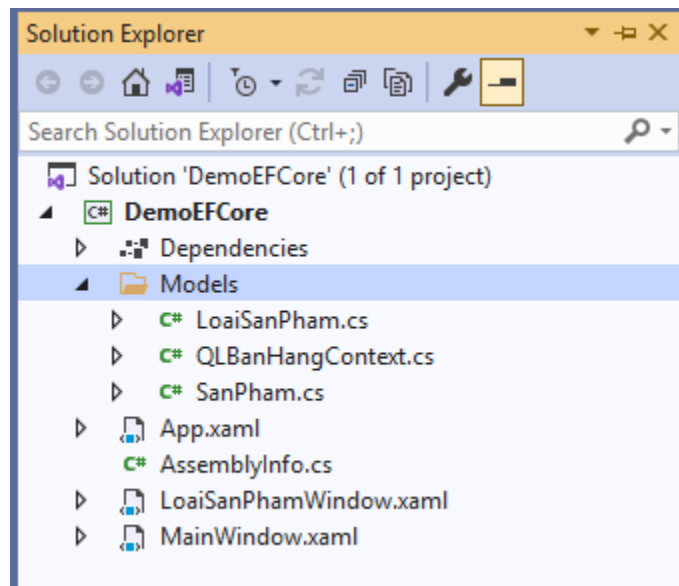 Solution Explorer
Search Solution Explorer (Ctrl+;)
Solution 'DemoEFCore' (1 of 1 project)
C# DemoEFCore
Dependencies
Models
C# LoaiSanPham.cs
C# QLBanHangContext.cs
C# SanPham.cs
App.xaml
C# AssemblyInfo.cs
LoaiSanPhamWindow.xaml
MainWindow.xaml